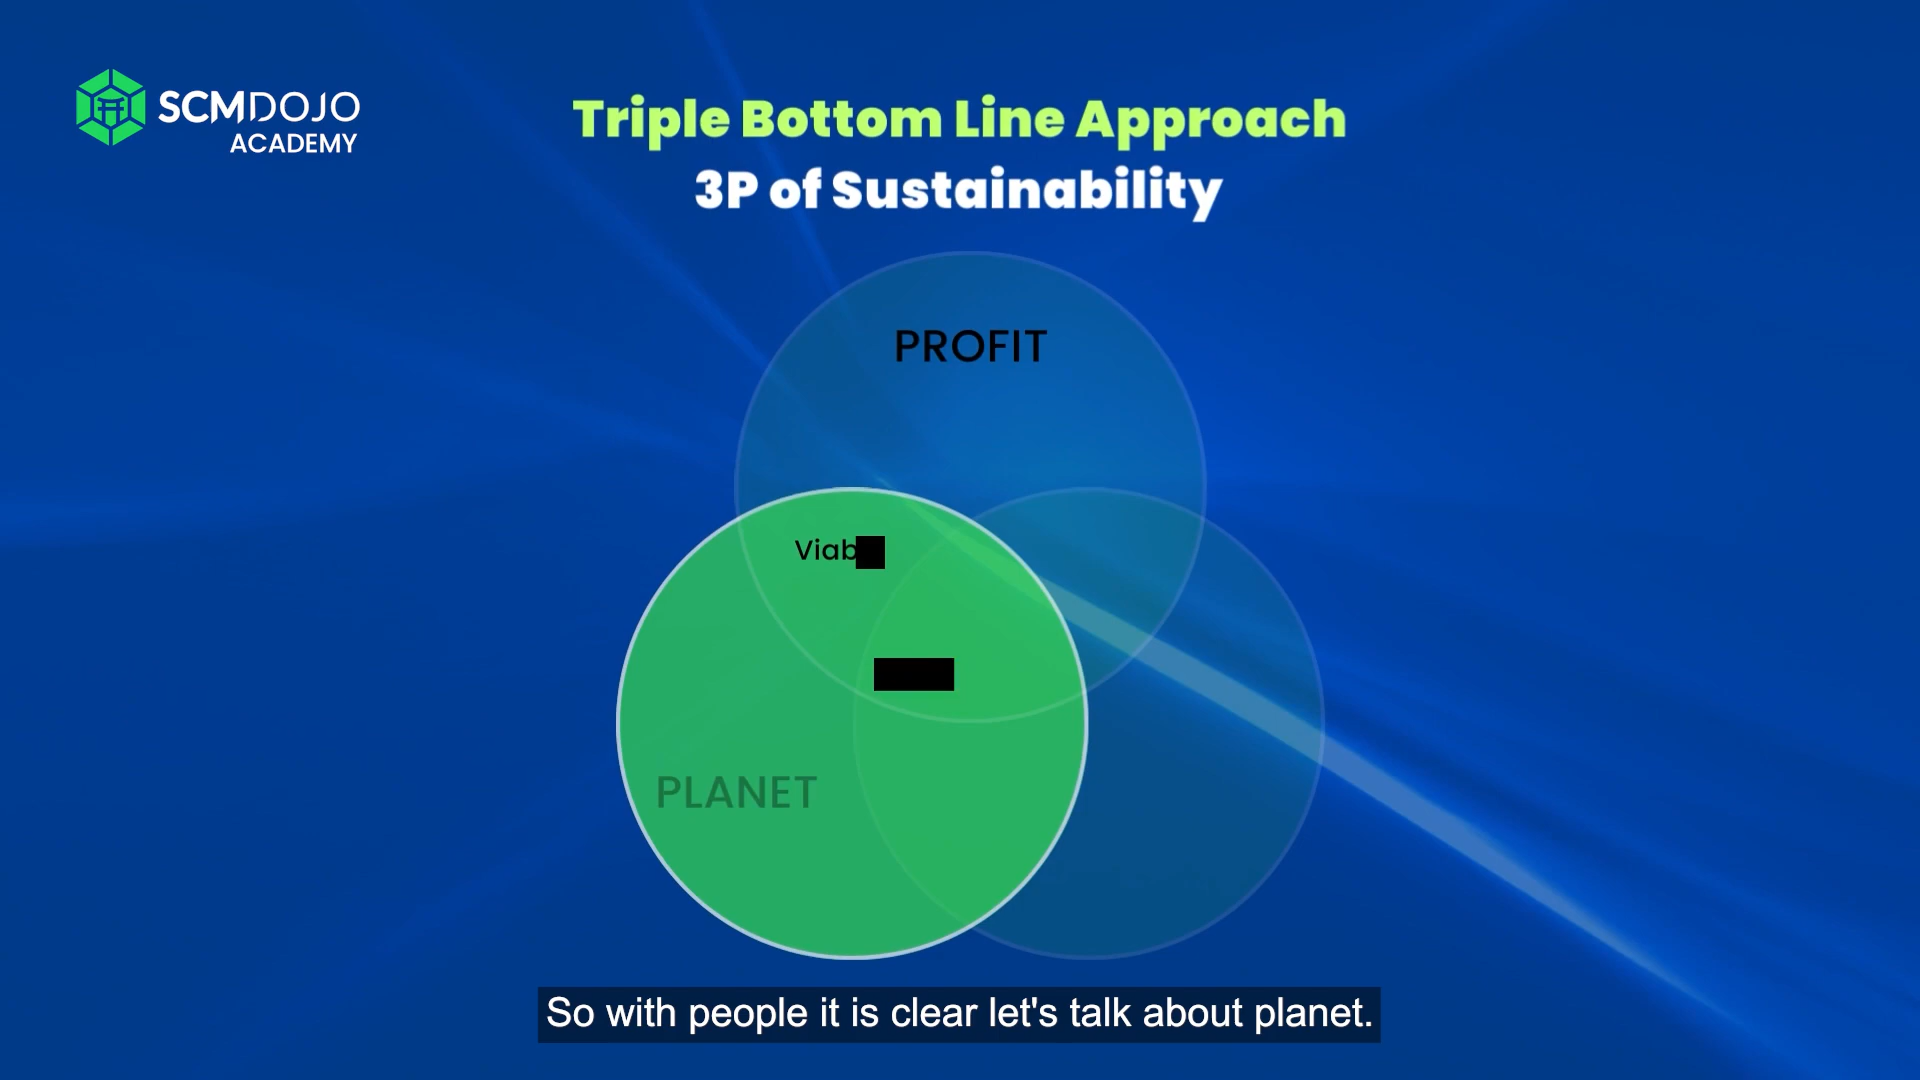 SCMDOJO
ACADEMY
Triple Bottom Line Approach
3P of Sustainability
PROFIT
PLANET
So with people it is clear let's talk about planet.